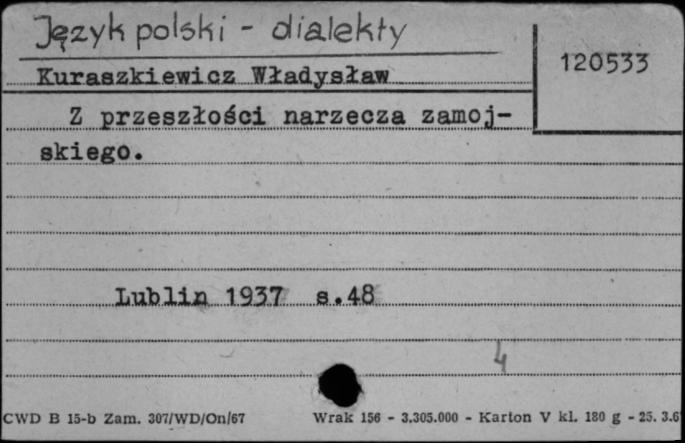 Język polski - dialekty
120533
Kuraszkiewicz Władysław
Z przeszłości narzecza zamoj-
skiego.
Lublin 1937 s.48
4
CWD B 15-b Zam. 307/WD/On/67 Wrak 156 - 3.305.000 - Karton V kl. 180 g - 25. 3.6